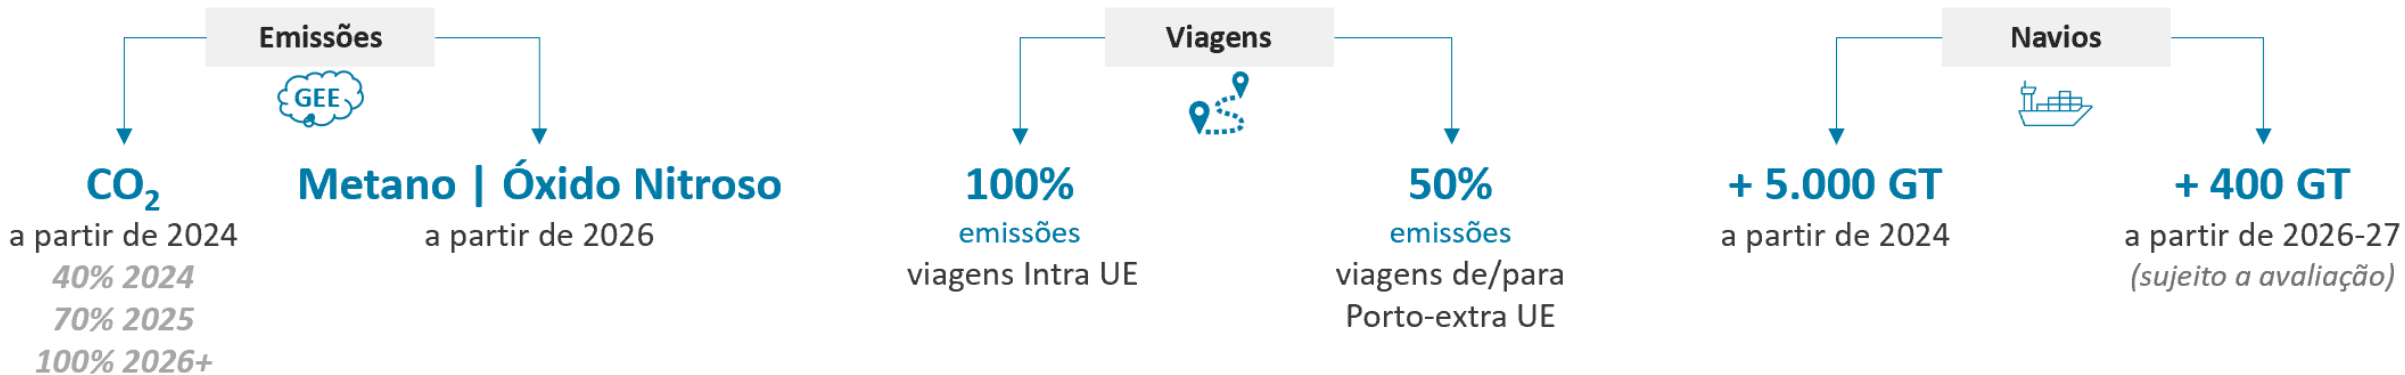 Emissões
GEE
CO₂
a partir de 2024
40% 2024
70% 2025
100% 2026+
Metano | Óxido Nitroso
a partir de 2026
Viagens
100%
emissões
viagens Intra UE
50%
emissões
viagens de/para
Porto-extra UE
Navios
+ 5.000 GT
a partir de 2024
+ 400 GT
a partir de 2026-27
(sujeito a avaliação)